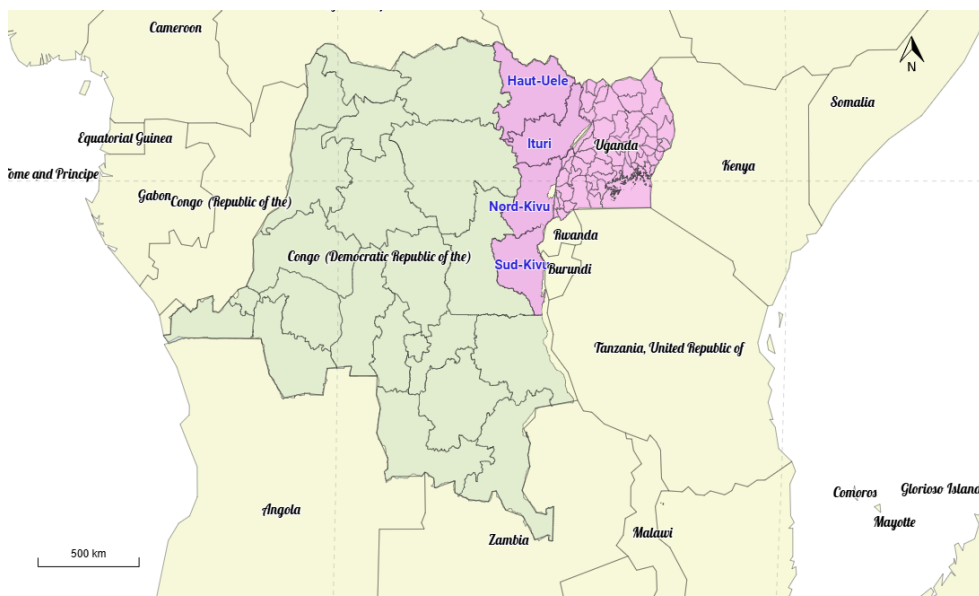 Cameroon
N
Haut-Uele
Somalia
Equatorial Guinea
Ituri
Uganda
Kenya
ome and Principe
Gabon
Congo (Republic of the)
Nord-Kivu
Rwanda
Congo (Democratic Republic of the)
Sud-Kivu
Burundi
Tanzania, United Republic of
Comoros
Glorioso Island
Angola
Mayotte
Zambia
Malawi
500 km